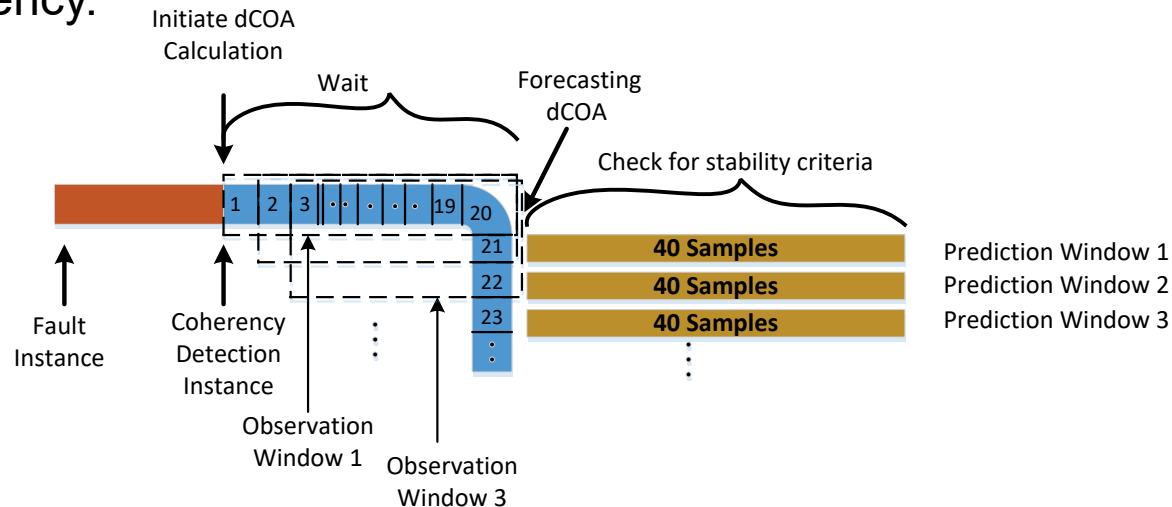 ency.
Initiate dCOA
Calculation
Wait
Forecasting
dCOA
Check for stability criteria
1 2 3 19 20
21
22
23
40 Samples
40 Samples
40 Samples
Prediction Window 1
Prediction Window 2
Prediction Window 3
Fault
Instance
Coherency
Detection
Instance
Observation
Window 1
Observation
Window 3